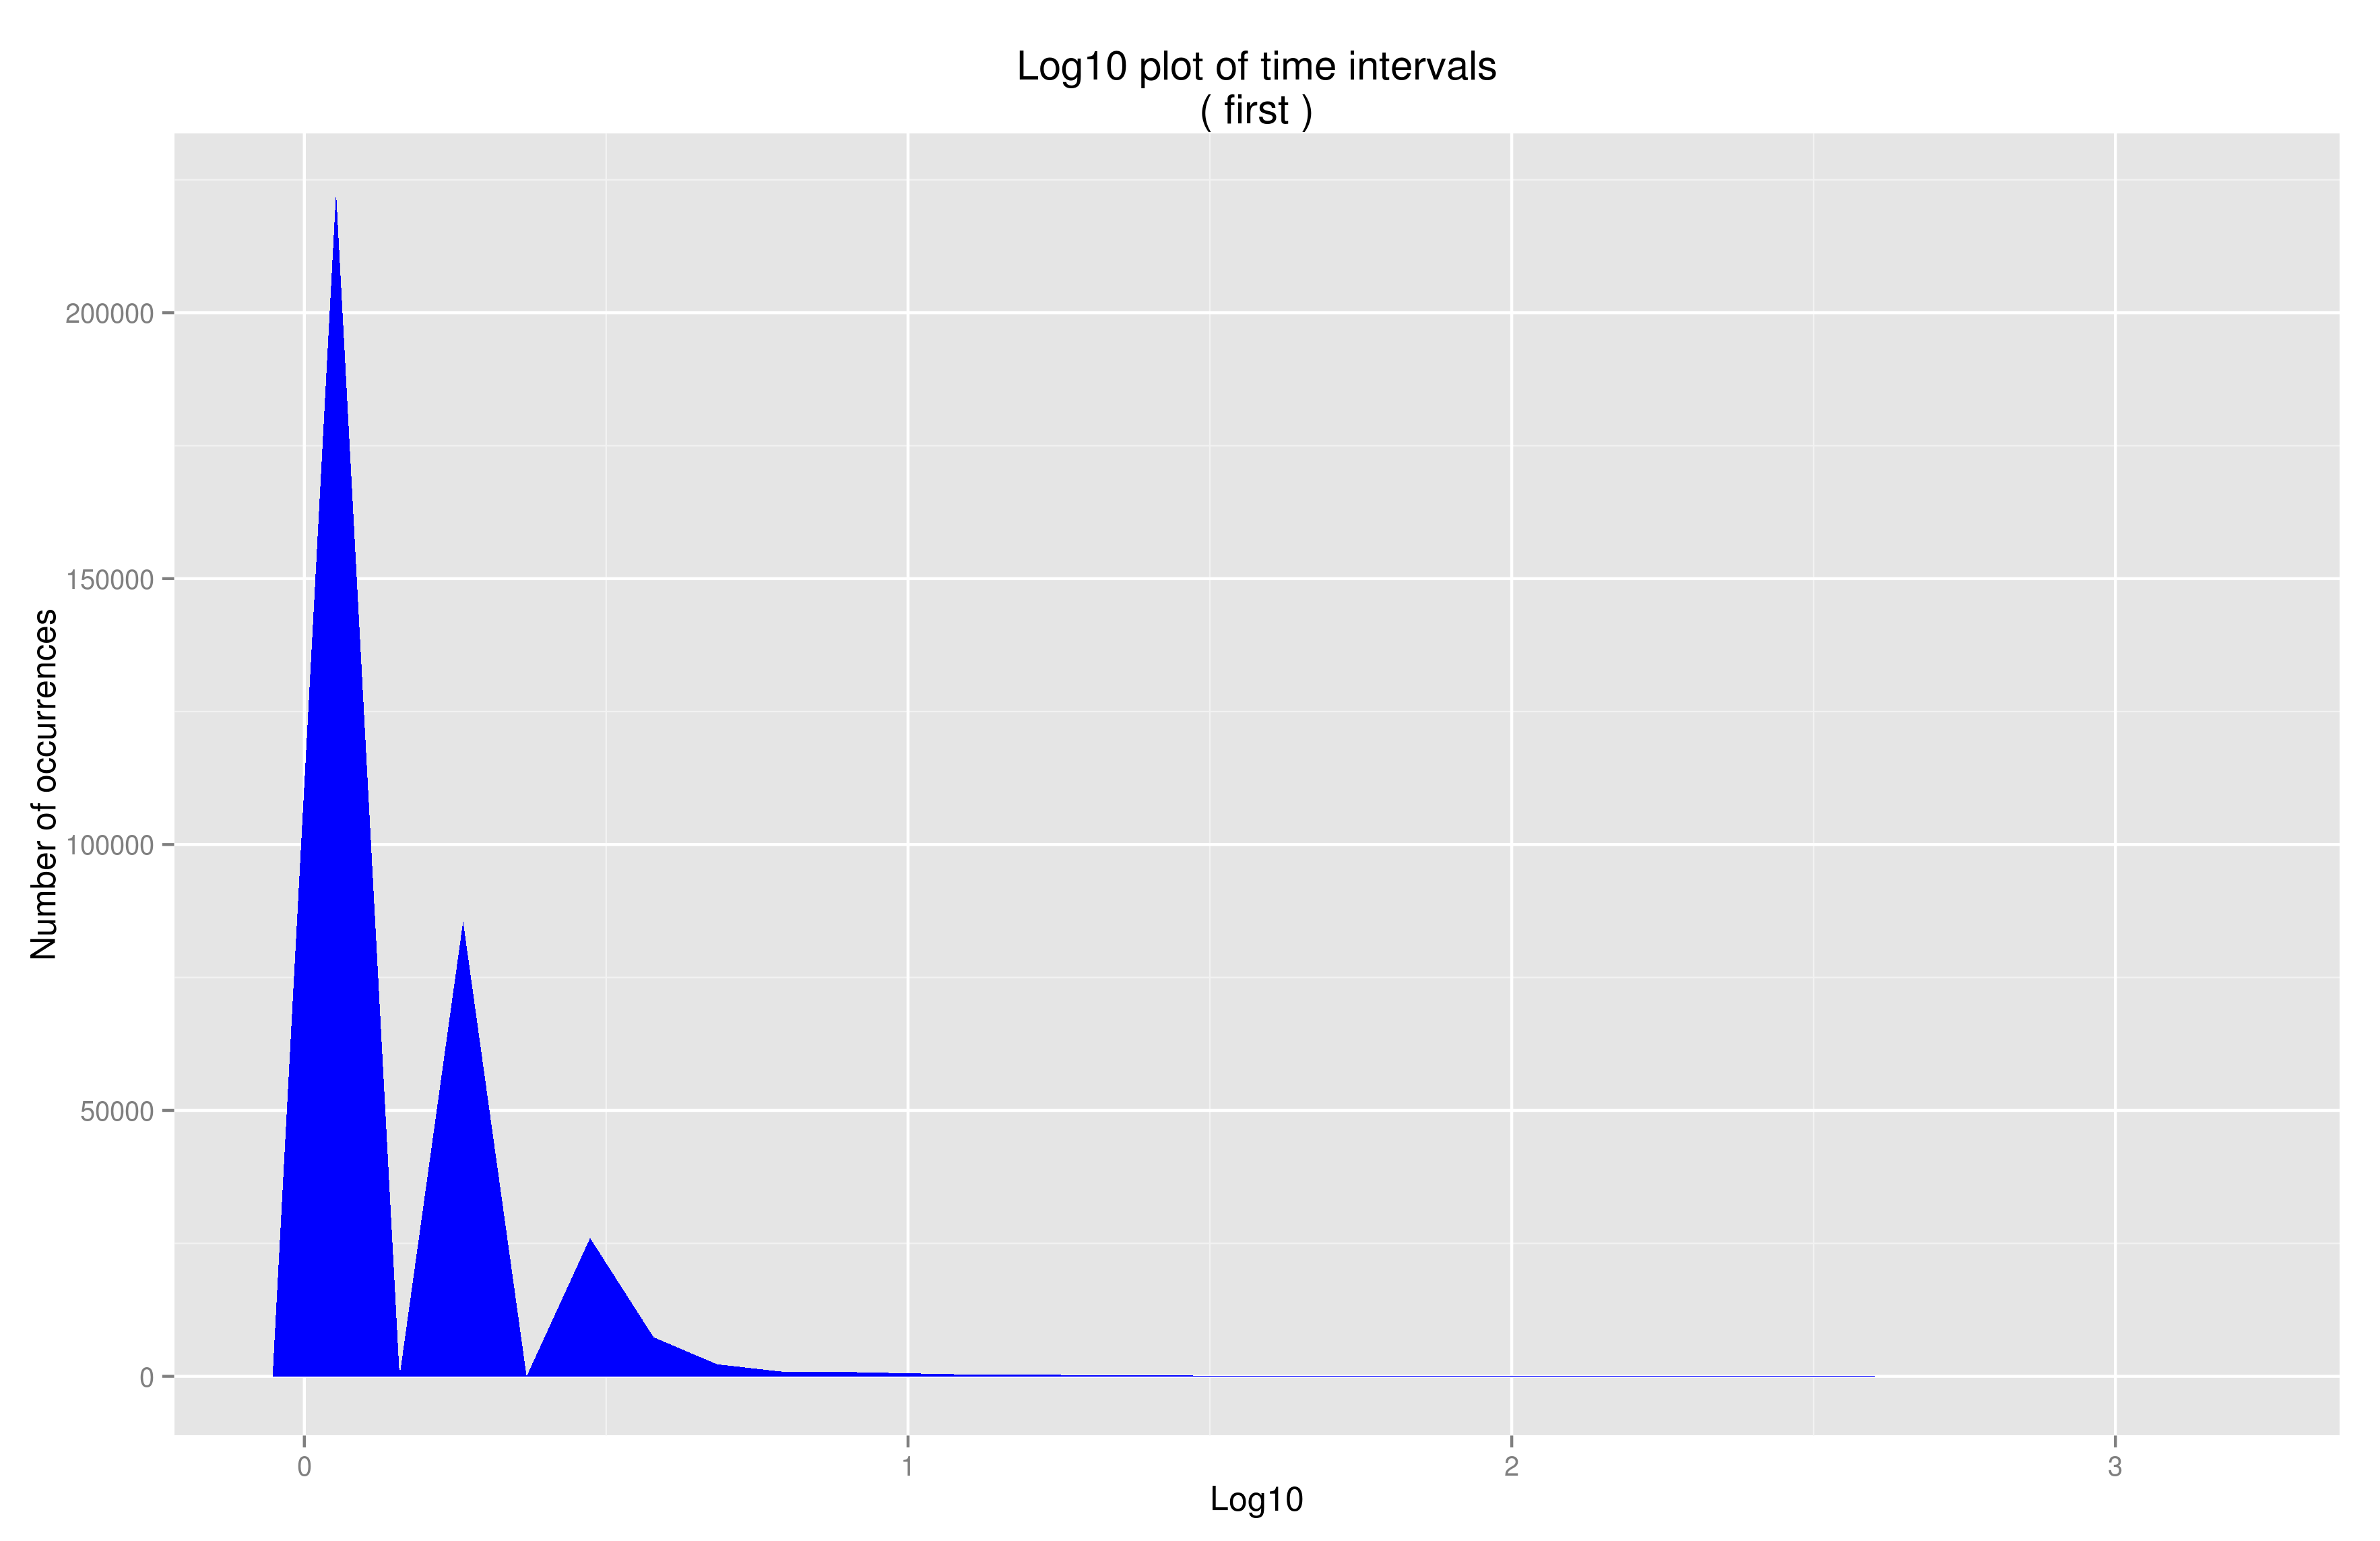 Log10 plot of time intervals
( first )
Number of occurrences
200000
150000
100000
50000
0
0 1 2 3
Log10